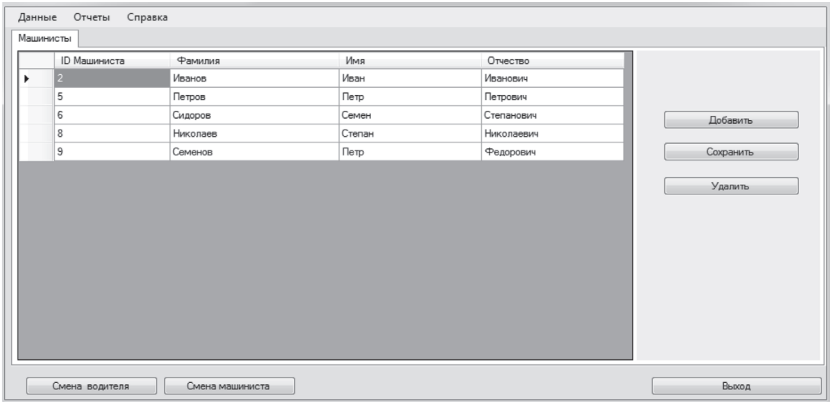 Данные Отчеты Справка
Машинисты
ID Машиниста Фамилия Имя Отчество
2 Иванов Иван Иванович
5 Петров Петр Петрович
6 Сидоров Семен Степанович
8 Николаев Степан Николаевич
9 Семенов Петр Федорович
Добавить
Сохранить
Удалить
Смена водителя Смена машиниста Выход